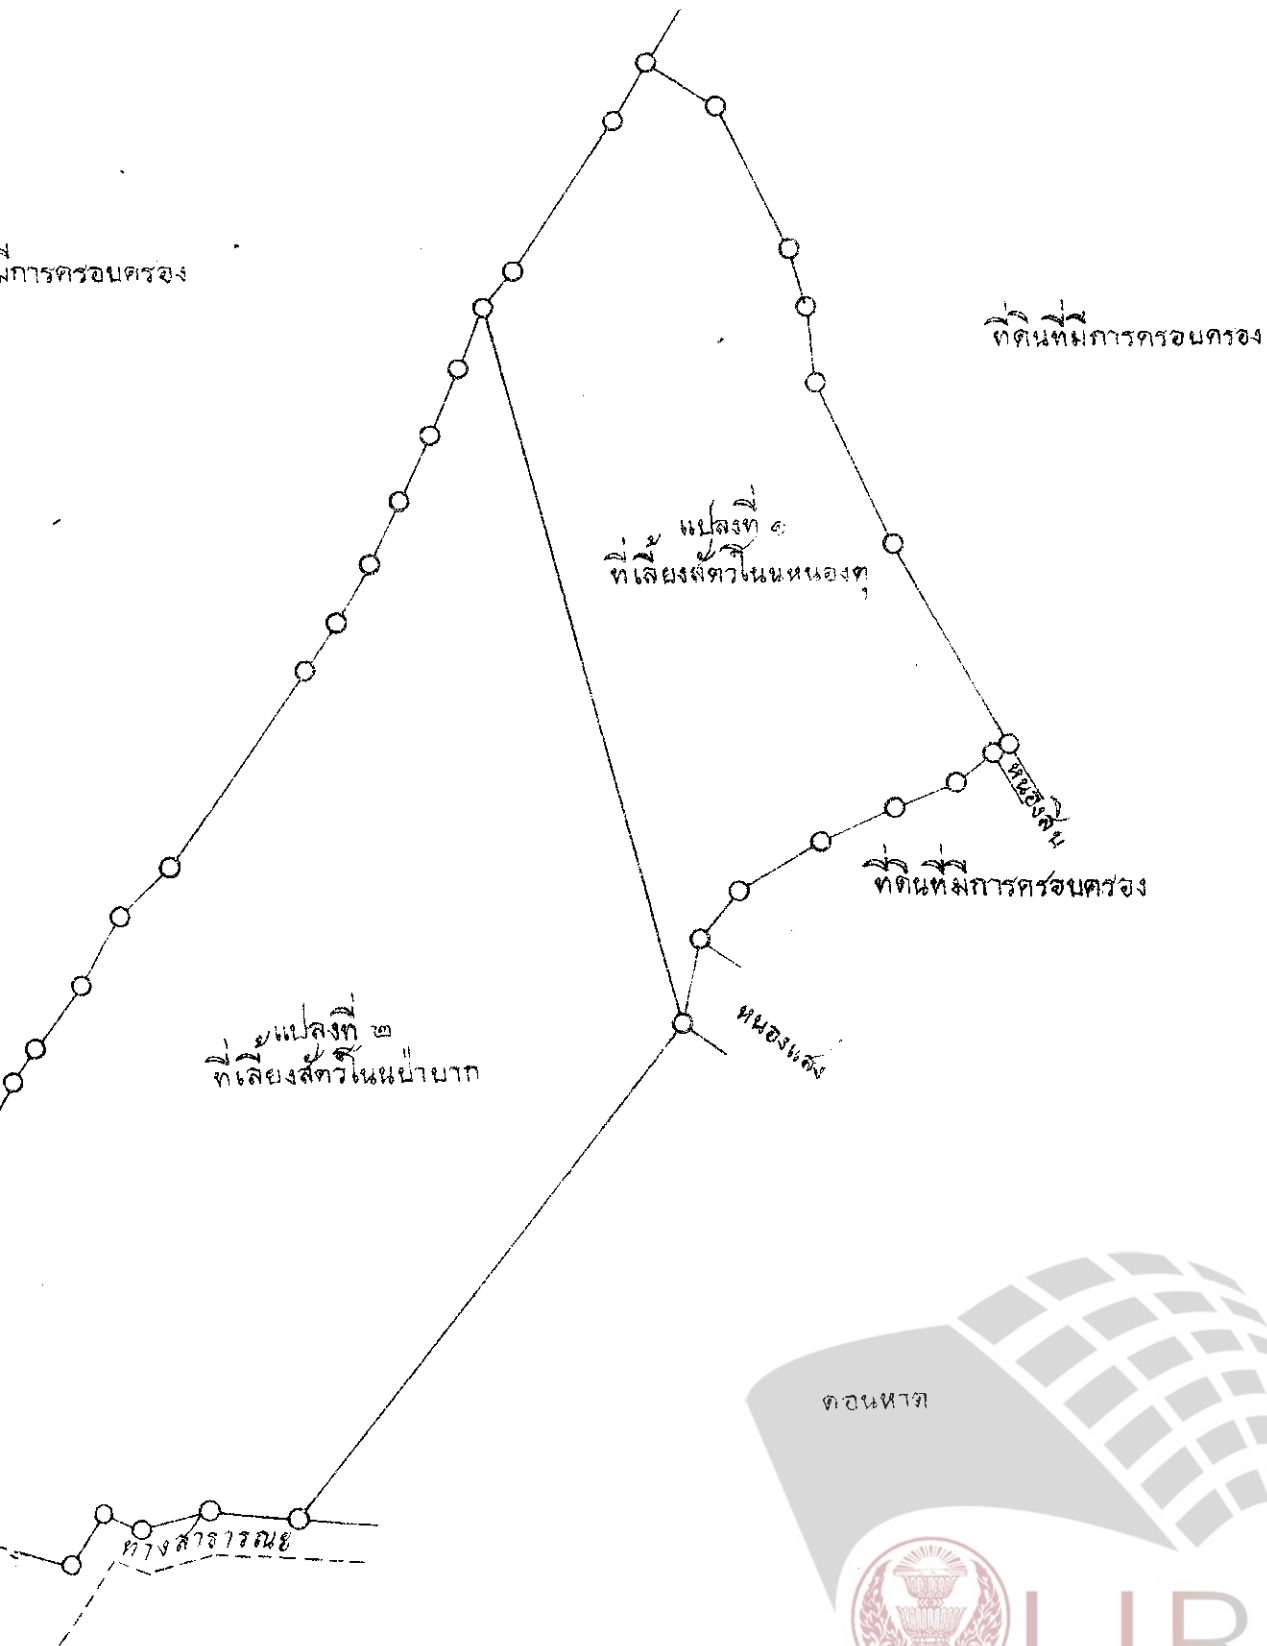 มีการครอบครอง
ที่ดินที่มีการครอบครอง
แปลงที่ ๑
ที่เลี้ยงสัตว์โนนหนองตุ
หนองสิม
ที่ดินที่มีการครอบครอง
หนองแสง
แปลงที่ ๒
ที่เลี้ยงสัตว์โนนป่าบาก
ดอนหาด
ทางสาธารณะ